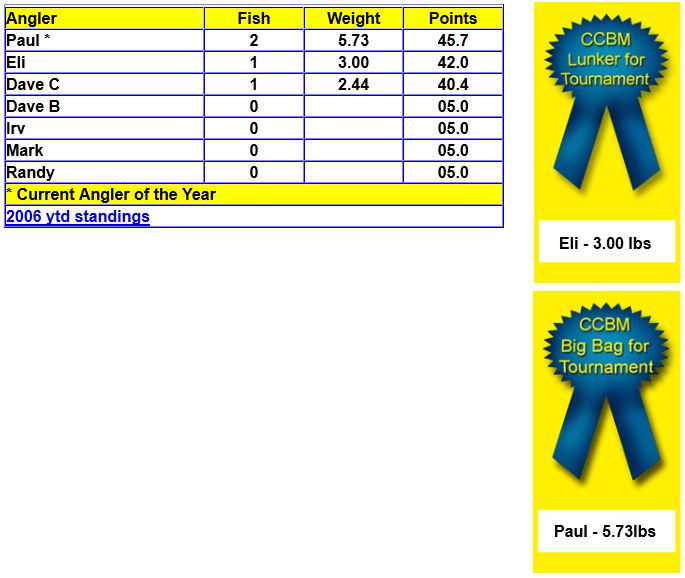 Angler Fish Weight Points
Paul * 2 5.73 45.7
Eli 1 3.00 42.0
Dave C 1 2.44 40.4
Dave B 0 05.0
Irv 0 05.0
Mark 0 05.0
Randy 0 05.0
* Current Angler of the Year
2006 ytd standings
CCBM
Lunker for
Tournament
Eli - 3.00 lbs
CCBM
Big Bag for
Tournament
Paul - 5.73lbs